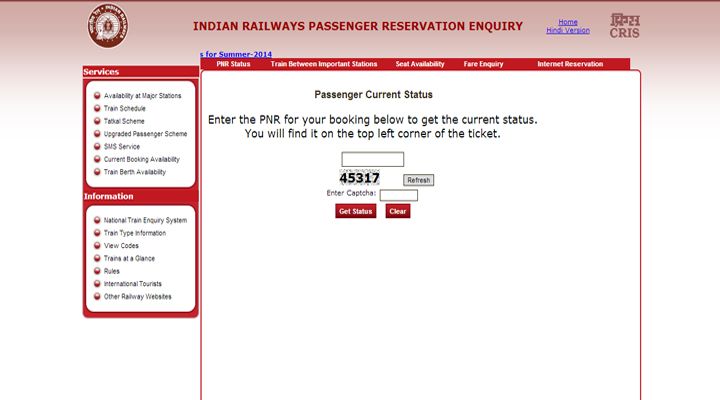 INDIAN RAILWAYS PASSENGER RESERVATION ENQUIRY
Home
Hindi Version
क्रिस
CRIS
s for Summer-2014
PNR Status Train Between Important Stations Seat Availability Fare Enquiry Internet Reservation
Services
Availability at Major Stations
Train Schedule
Tatkal Scheme
Upgraded Passenger Scheme
SMS Service
Current Booking Availability
Train Berth Availability
Information
National Train Enquiry System
Train Type Information
View Codes
Trains at a Glance
Rules
International Tourists
Other Railway Websites
Passenger Current Status
Enter the PNR for your booking below to get the current status.
You will find it on the top left corner of the ticket.
45317
Refresh
Enter Captcha:
Get Status Clear